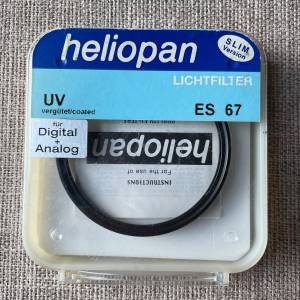 heliopan
SLIM
Version
LICHTFILTER
UV
vergütet/coated
ES 67
für
Digital
+
Analog
heliopan
INSTRUCTIONS
For the use of